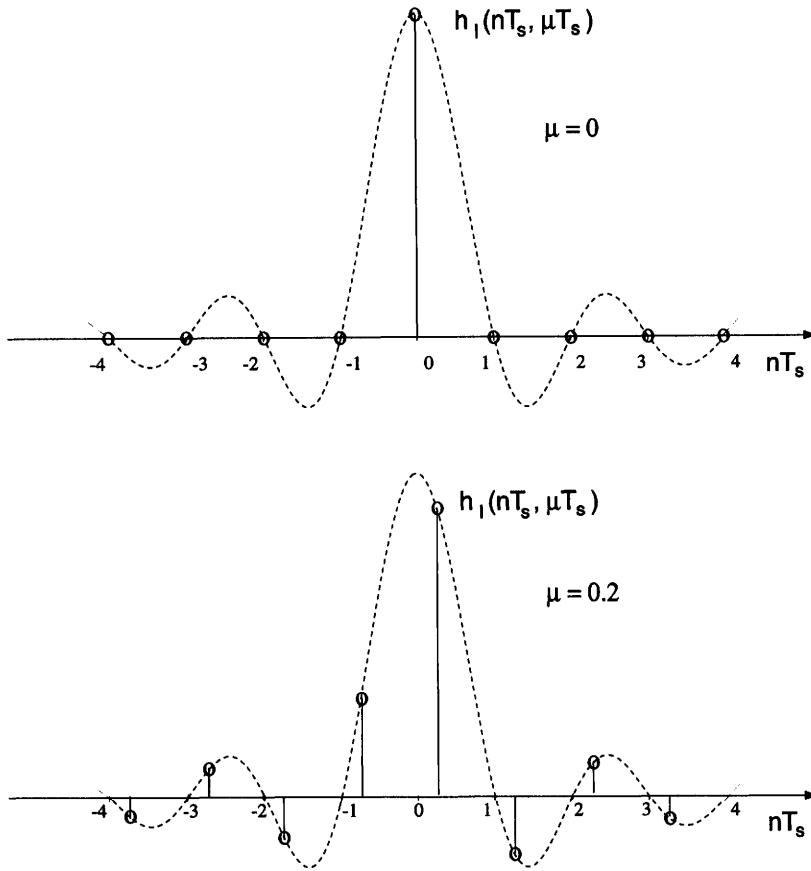 h_I(nT_s, μT_s)
μ = 0
-4 -3 -2 -1 0 1 2 3 4 nT_s
h_I(nT_s, μT_s)
μ = 0.2
-4 -3 -2 -1 0 1 2 3 4 nT_s